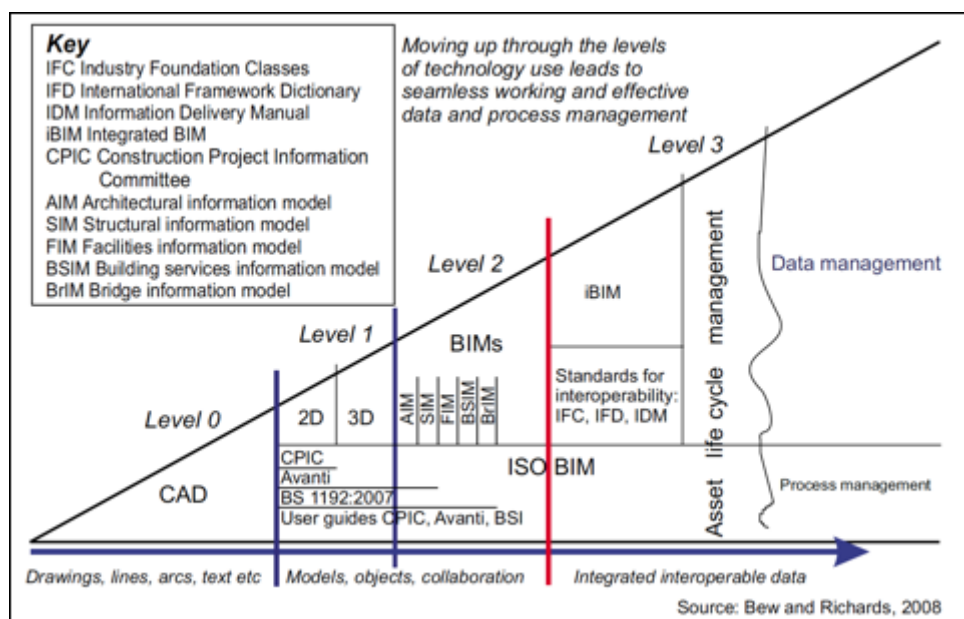 Key
IFC Industry Foundation Classes
IFD International Framework Dictionary
IDM Information Delivery Manual
iBIM Integrated BIM
CPIC Construction Project Information
Committee
AIM Architectural information model
SIM Structural information model
FIM Facilities information model
BSIM Building services information model
BrIM Bridge information model
Moving up through the levels
of technology use leads to
seamless working and effective
data and process management
Level 3
Level 2
Level 1
Level 0
Data management
iBIM
BIMs
2D
3D
AIM
SIM
FIM
BSIM
BrIM
Standards for
interoperability:
IFC, IFD, IDM
Asset life cycle management
CAD
CPIC
Avanti
BS 1192:2007
User guides CPIC, Avanti, BSI
ISO BIM
Process management
Drawings, lines, arcs, text etc
Models, objects, collaboration
Integrated interoperable data
Source: Bew and Richards, 2008